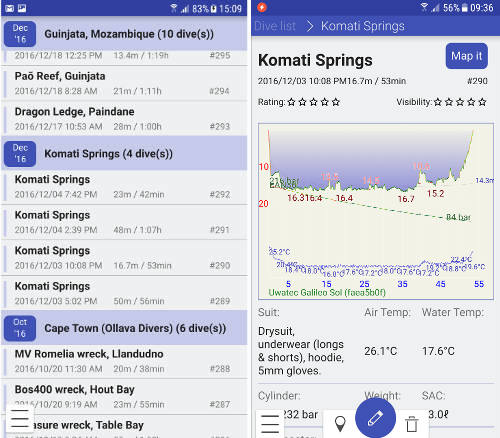 83% 15:09
Dec '16
Guinjata, Mozambique (10 dive(s))
2016/12/18 12:25 PM 13.4m / 1:19h #295
Paõ Reef, Guinjata
2016/12/18 8:28 AM 21m / 1.11h #294
Dragon Ledge, Paindane
2016/12/17 10:53 AM 28m / 1:00h #293
Dec '16
Komati Springs (4 dive(s))
Komati Springs
2016/12/04 7:42 PM 23m / 42min #292
Komati Springs
2016/12/04 2:39 PM 48m / 1.07h #291
Komati Springs
2016/12/03 10:08 PM 16.7m / 53min #290
Komati Springs
2016/12/03 5:02 PM 50m / 56min #289
Oct '16
Cape Town (Ollava Divers) (6 dive(s))
MV Romelia wreck, Llandudno
2016/10/20 11:30 AM 20m / 38min #288
Bos400 wreck, Hout Bay
/10/20 9:19 AM 23m / 55min #287
asure wreck, Table Bay
56% 09:36
Dive list Komati Springs
Komati Springs
Map it
2016/12/03 10:08 PM 16.7m / 53min #290
Rating: Visibility:
10
20
16.3 16.4 16.4 16.7 15.2 14.3m
84 bar
25.2°C
22.4°C
19.6°C
5 15 25 35 45 55
Uwatec Galileo Sol (faea5b0f)
Suit: Air Temp: Water Temp:
Drysuit, underwear (longs & shorts), hoodie, 5mm gloves.
26.1°C 17.6°C
Cylinder: Weight: SAC:
232 bar 3.0ℓ